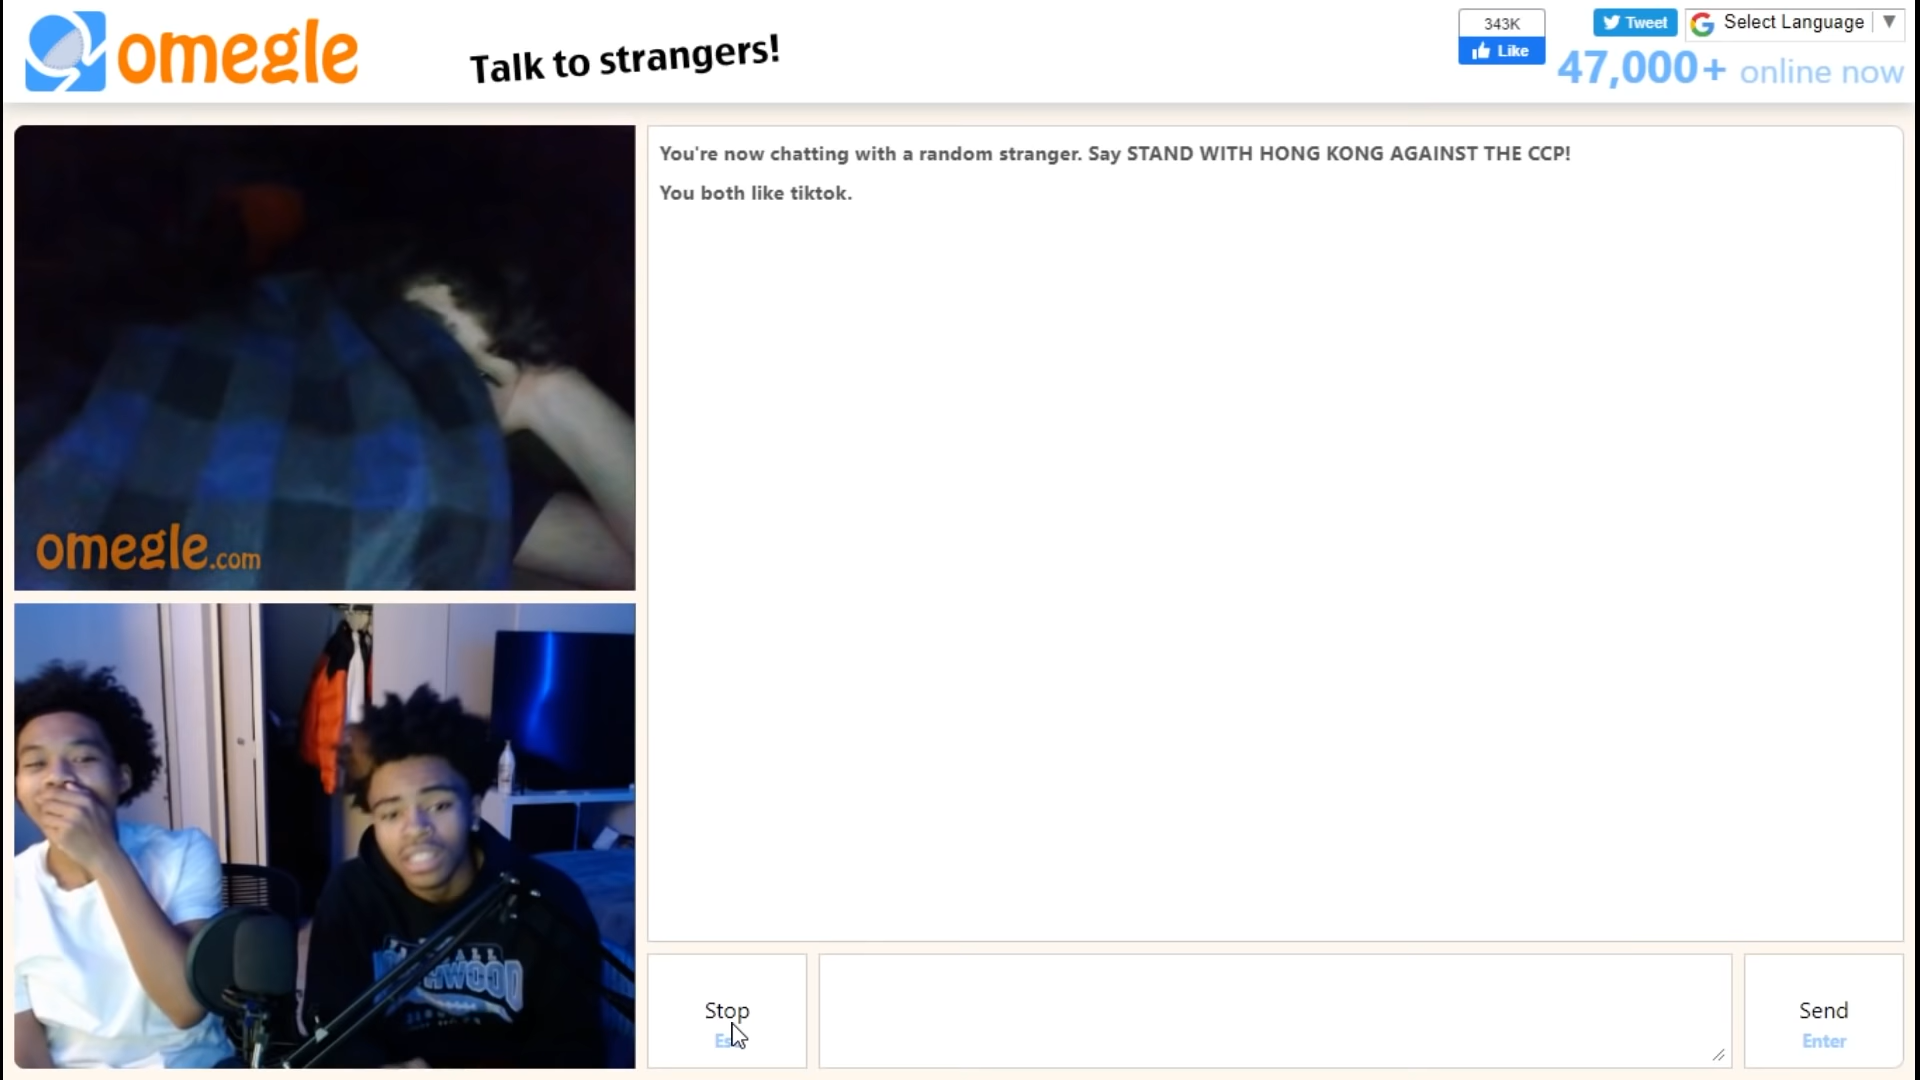 omegle
Talk to strangers!
343K
Like
Tweet
Select Language
47,000+ online now
You're now chatting with a random stranger. Say STAND WITH HONG KONG AGAINST THE CCP!
You both like tiktok.
omegle.com
Stop
Send
Enter